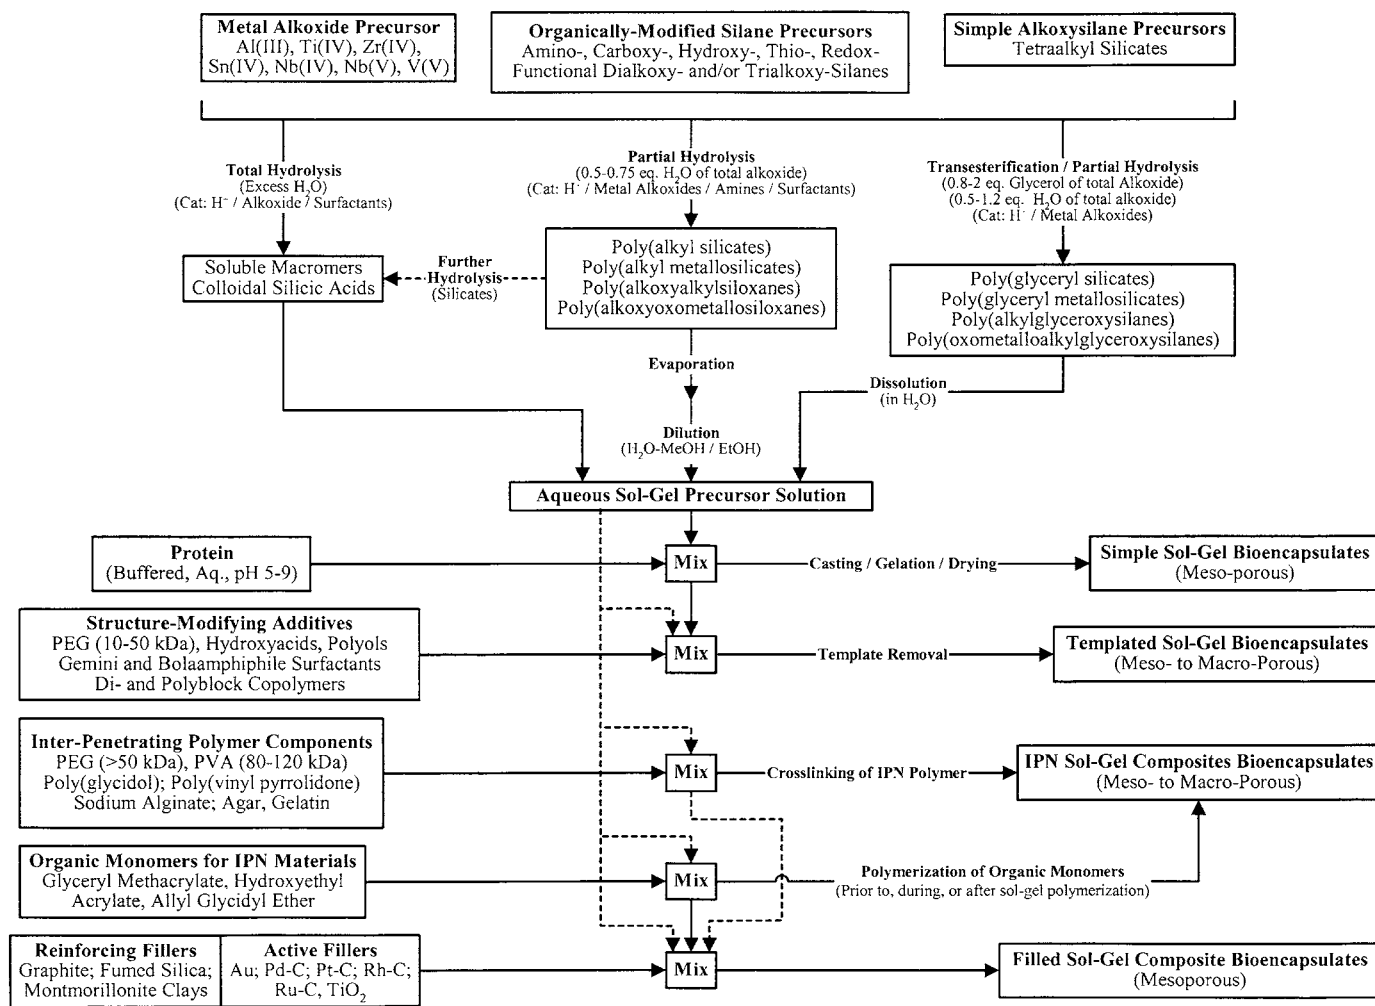 Metal Alkoxide Precursor
Al(III), Ti(IV), Zr(IV),
Sn(IV), Nb(IV), Nb(V), V(V)
Organically-Modified Silane Precursors
Amino-, Carboxy-, Hydroxy-, Thio-, Redox-
Functional Dialkoxy- and/or Trialkoxy-Silanes
Simple Alkoxysilane Precursors
Tetraalkyl Silicates
Total Hydrolysis
(Excess H₂O)
(Cat: H⁺ / Alkoxide / Surfactants)
Partial Hydrolysis
(0.5-0.75 eq. H₂O of total alkoxide)
(Cat: H⁺ / Metal Alkoxides / Amines / Surfactants)
Transesterification / Partial Hydrolysis
(0.8-2 eq. Glycerol of total Alkoxide)
(0.5-1.2 eq. H₂O of total alkoxide)
(Cat: H⁺ / Metal Alkoxides)
Soluble Macromers
Colloidal Silicic Acids
Further
Hydrolysis
(Silicates)
Poly(alkyl silicates)
Poly(alkyl metallosilicates)
Poly(alkoxyalkylsiloxanes)
Poly(alkoxyoxometallosiloxanes)
Poly(glyceryl silicates)
Poly(glyceryl metallosilicates)
Poly(alkylglyceroxysilanes)
Poly(oxometalloalkylglyceroxysilanes)
Evaporation
Dissolution
(in H₂O)
Dilution
(H₂O-MeOH / EtOH)
Aqueous Sol-Gel Precursor Solution
Protein
(Buffered, Aq., pH 5-9)
Mix
Casting / Gelation / Drying
Simple Sol-Gel Bioencapsulates
(Meso-porous)
Structure-Modifying Additives
PEG (10-50 kDa), Hydroxyacids, Polyols
Gemini and Bolaamphiphile Surfactants
Di- and Polyblock Copolymers
Mix
Template Removal
Templated Sol-Gel Bioencapsulates
(Meso- to Macro-Porous)
Inter-Penetrating Polymer Components
PEG (>50 kDa), PVA (80-120 kDa)
Poly(glycidol); Poly(vinyl pyrrolidone)
Sodium Alginate; Agar, Gelatin
Mix
Crosslinking of IPN Polymer
IPN Sol-Gel Composites Bioencapsulates
(Meso- to Macro-Porous)
Organic Monomers for IPN Materials
Glyceryl Methacrylate, Hydroxyethyl
Acrylate, Allyl Glycidyl Ether
Mix
Polymerization of Organic Monomers
(Prior to, during, or after sol-gel polymerization)
Reinforcing Fillers
Graphite; Fumed Silica;
Montmorillonite Clays
Active Fillers
Au; Pd-C; Pt-C; Rh-C;
Ru-C, TiO₂
Mix
Filled Sol-Gel Composite Bioencapsulates
(Mesoporous)